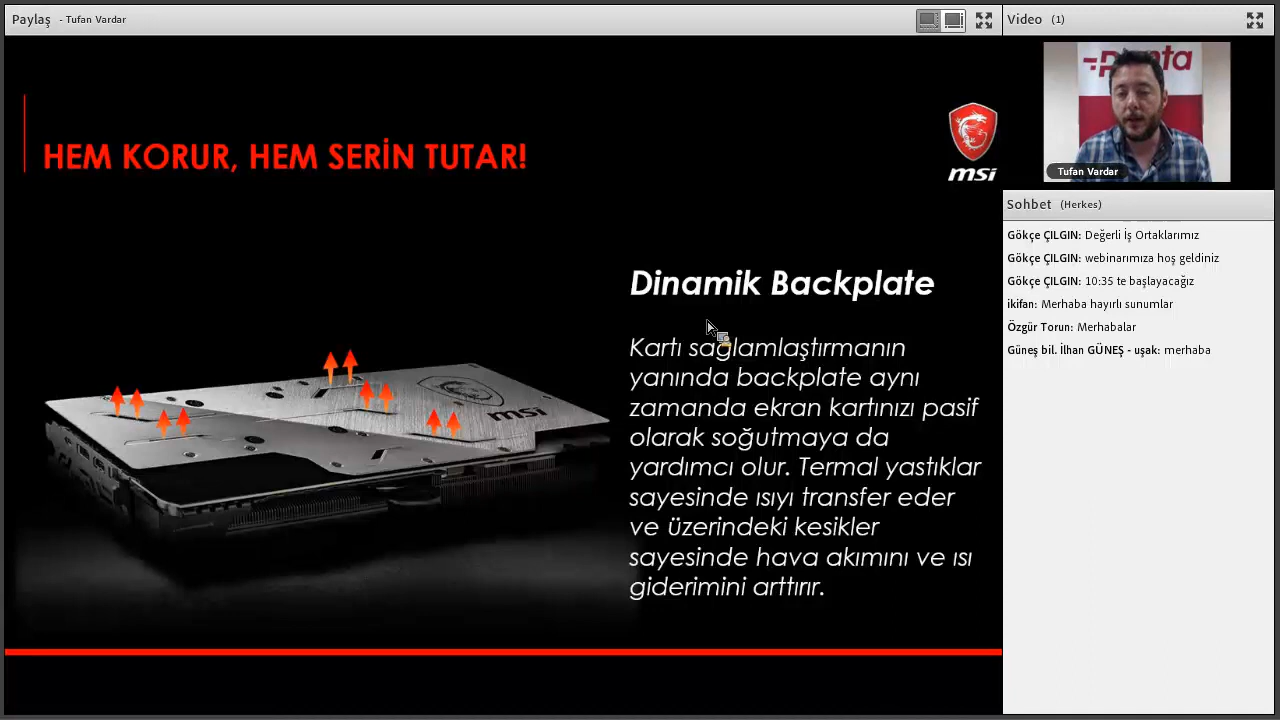 Paylaş - Tufan Vardar
HEM KORUR, HEM SERİN TUTAR!
msi
msi
Dinamik Backplate
Kartı sağlamlaştırmanın
yanında backplate aynı
zamanda ekran kartınızı pasif
olarak soğutmaya da
yardımcı olur. Termal yastıklar
sayesinde ısıyı transfer eder
ve üzerindeki kesikler
sayesinde hava akımını ve ısı
giderimini arttırır.
Video (1)
penta
Tufan Vardar
Sohbet (Herkes)
Gökçe ÇILGIN: Değerli İş Ortaklarımız
Gökçe ÇILGIN: webinarımıza hoş geldiniz
Gökçe ÇILGIN: 10:35 te başlayacağız
ikifan: Merhaba hayırlı sunumlar
Özgür Torun: Merhabalar
Güneş bil. İlhan GÜNEŞ - uşak: merhaba